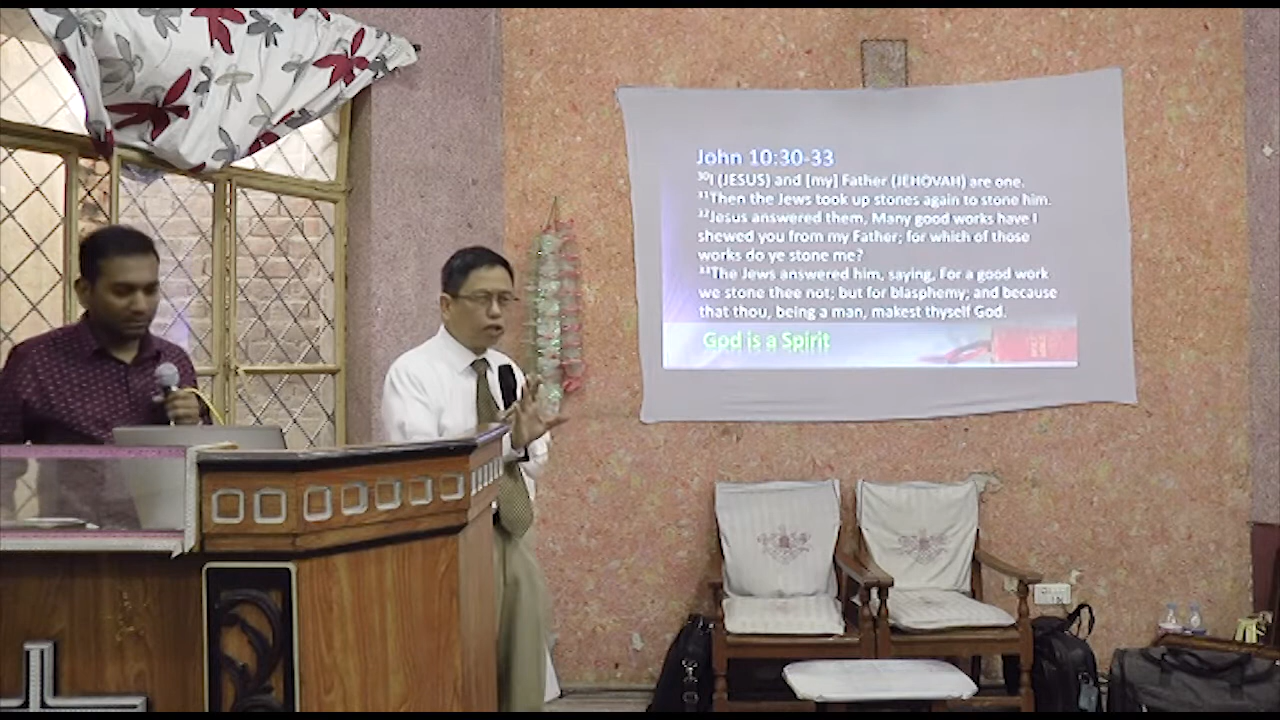 John 10:30-33
30I (JESUS) and [my] Father (JEHOVAH) are one.
31Then the Jews took up stones again to stone him.
32Jesus answered them, Many good works have I
shewed you from my Father; for which of those
works do ye stone me?
33The Jews answered him, saying, For a good work
we stone thee not; but for blasphemy; and because
that thou, being a man, makest thyself God.
God is a Spirit